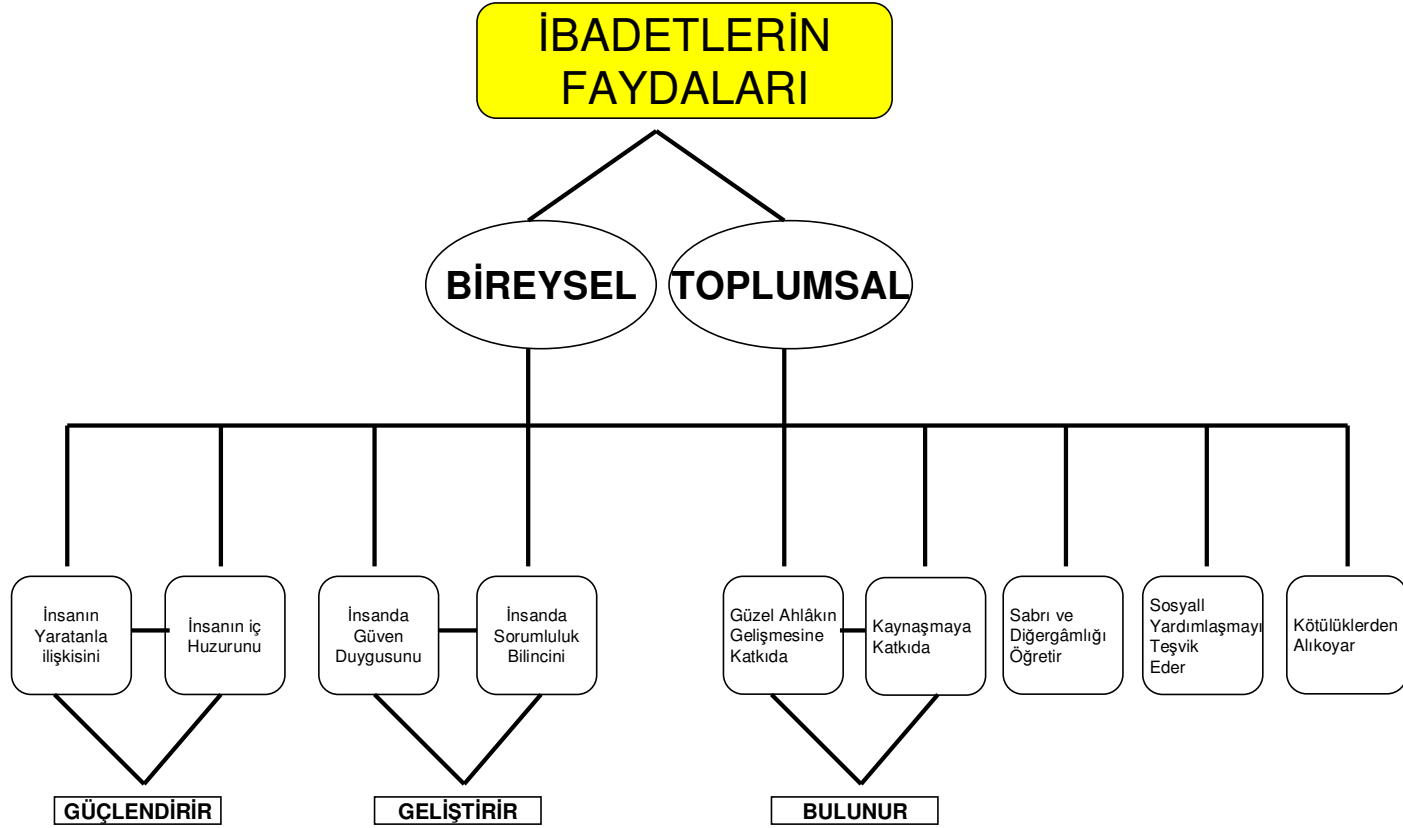 İBADETLERİN
FAYDALARI
BİREYSEL
TOPLUMSAL
İnsanın
Yaratanla
ilişkisini
İnsanın iç
Huzurunu
İnsanda
Güven
Duygusunu
İnsanda
Sorumluluk
Bilincini
Güzel Ahlâkın
Gelişmesine
Katkıda
Kaynaşmaya
Katkıda
Sabrı ve
Diğergâmlığı
Öğretir
Sosyall
Yardımlaşmayı
Teşvik
Eder
Kötülüklerden
Alıkoyar
GÜÇLENDİRİR
GELİŞTİRİR
BULUNUR